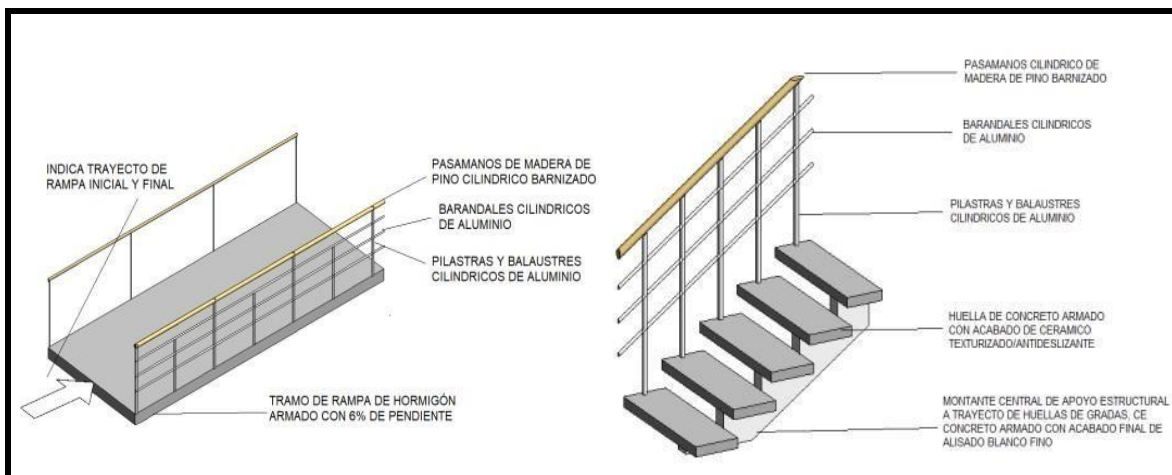 INDICA TRAYECTO DE
RAMPA INICIAL Y FINAL
PASAMANOS DE MADERA DE
PINO CILINDRICO BARNIZADO
BARANDALES CILINDRICOS
DE ALUMINIO
PILASTRAS Y BALAUSTRES
CILINDRICOS DE ALUMINIO
TRAMO DE RAMPA DE HORMIGÓN
ARMADO CON 6% DE PENDIENTE
PASAMANOS CILINDRICO DE
MADERA DE PINO BARNIZADO
BARANDALES CILINDRICOS
DE ALUMINIO
PILASTRAS Y BALAUSTRES
CILINDRICOS DE ALUMINIO
HUELLA DE CONCRETO ARMADO
CON ACABADO DE CERAMICO
TEXTURIZADO/ANTIDESLIZANTE
MONTANTE CENTRAL DE APOYO ESTRUCTURAL
A TRAYECTO DE HUELLAS DE GRADAS, CE
CONCRETO ARMADO CON ACABADO FINAL DE
ALISADO BLANCO FINO